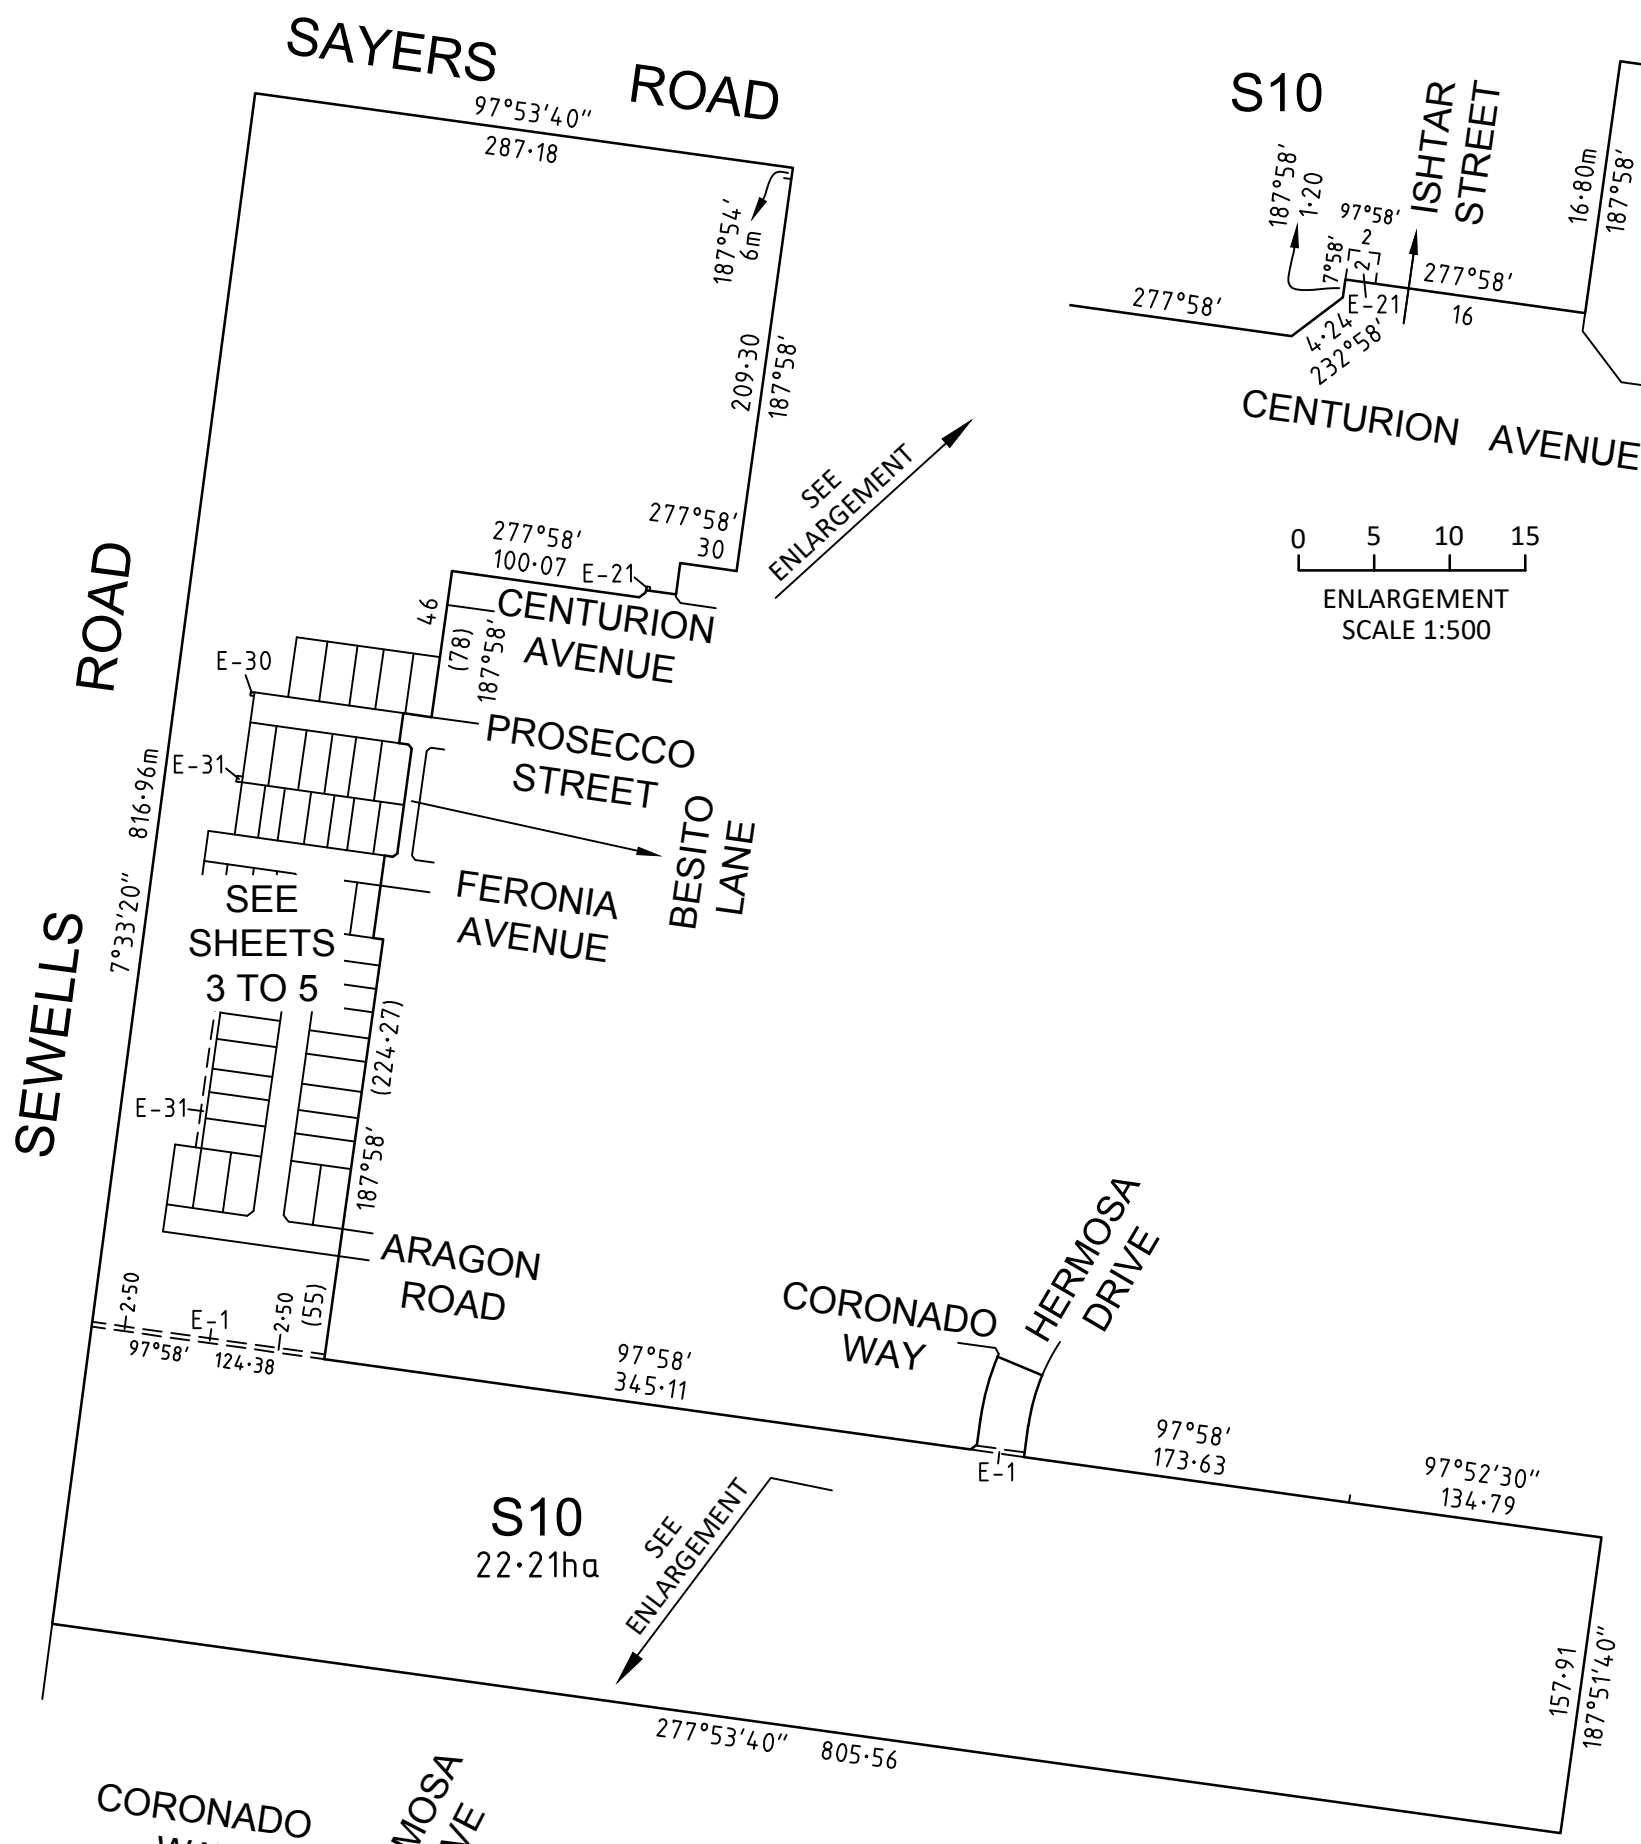 SAYERS ROAD
97°53'40"
287·18
187°54'
6m
209·30
187°58'
S10
ISHTAR
STREET
187°58'
1·20
97°58'
2
7°58'
2
E-21
277°58'
277°58'
16
4·24
232°58'
16·80m
187°58'
CENTURION AVENUE
0 5 10 15
ENLARGEMENT
SCALE 1:500
SEE
ENLARGEMENT
277°58'
30
277°58'
100·07
E-21
CENTURION
AVENUE
46
(78)
187°58'
E-30
PROSECCO
STREET
E-31
BESITO
LANE
FERONIA
AVENUE
SEWELLS ROAD
7°33'20" 816·96m
SEE
SHEETS
3 TO 5
(224·27)
187°58'
E-31
ARAGON
ROAD
2·50
E-1
2·50
(55)
97°58' 124·38
97°58'
345·11
CORONADO
WAY
HERMOSA
DRIVE
E-1
97°58'
173·63
97°52'30"
134·79
S10
22·21ha
SEE
ENLARGEMENT
157·91
187°51'40"
277°53'40" 805·56
CORONADO
MOSA